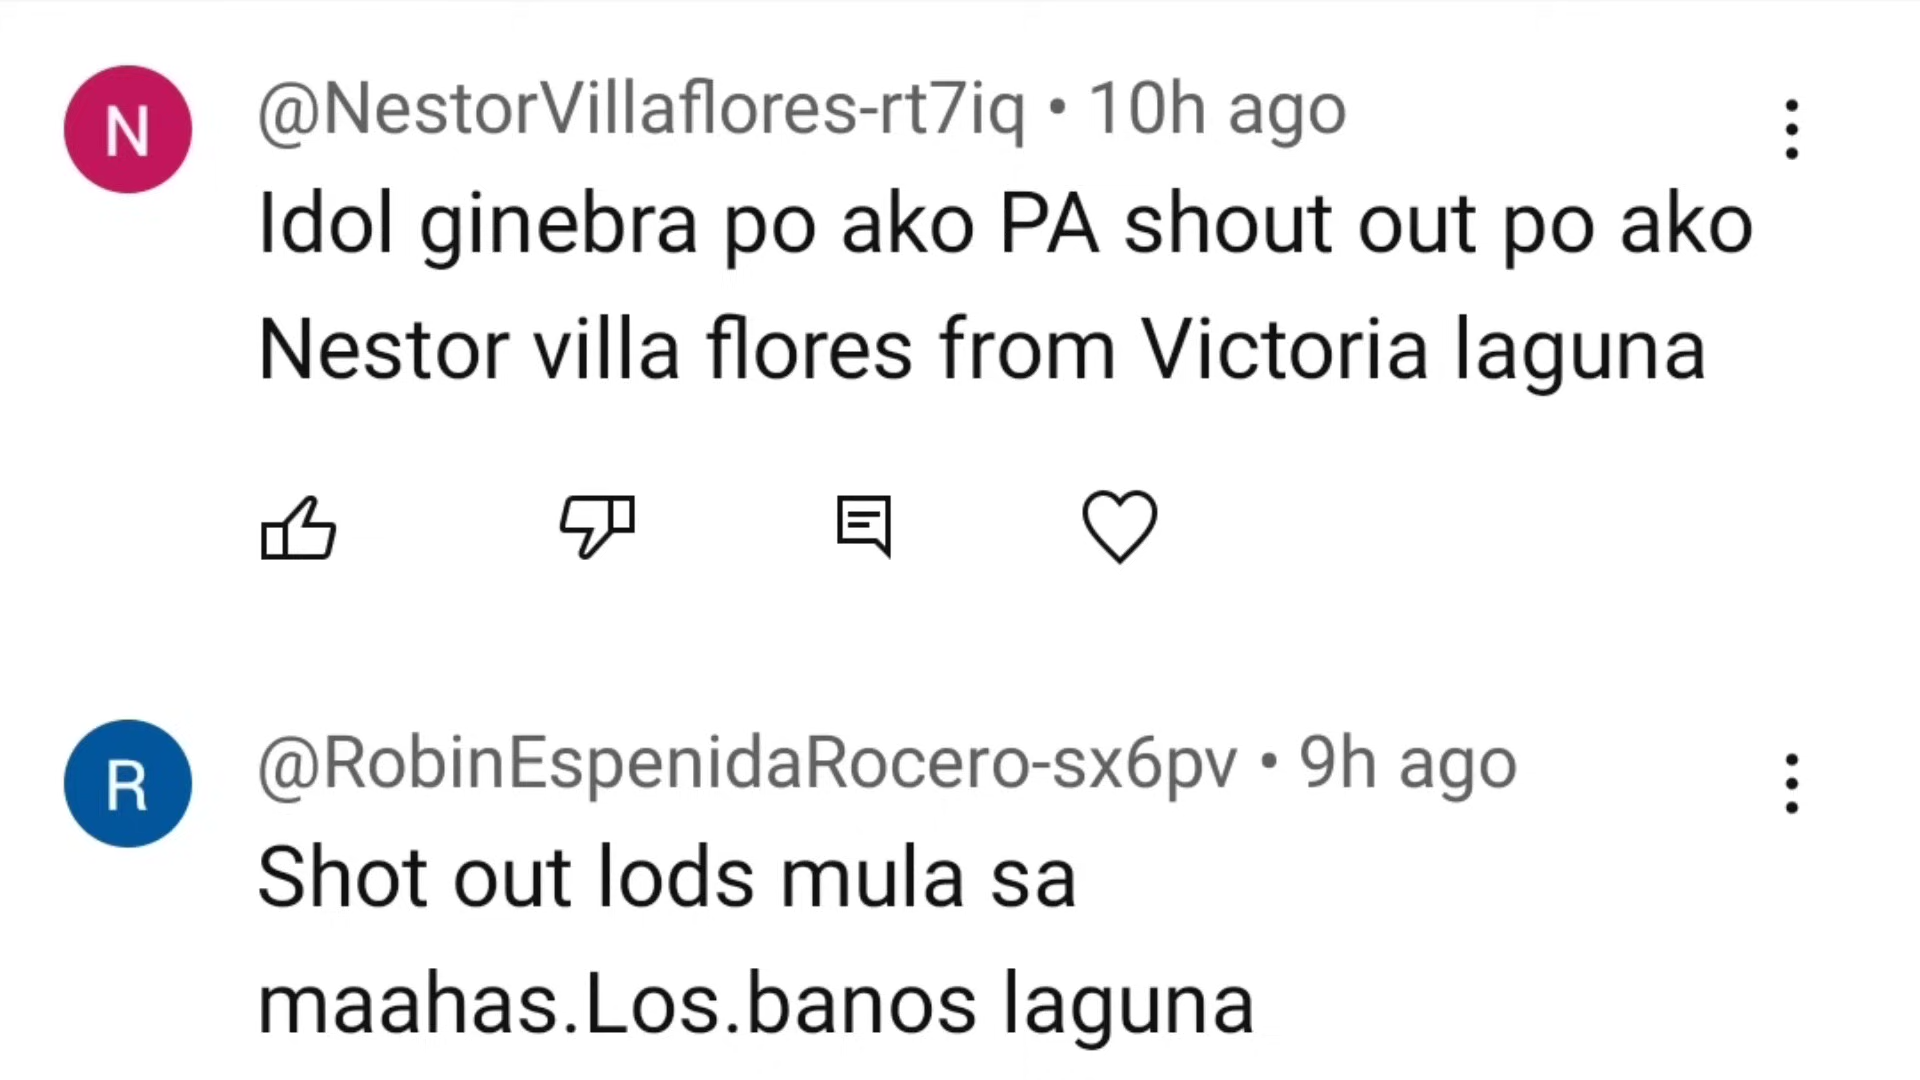 N
@NestorVillaflores-rt7iq • 10h ago
Idol ginebra po ako PA shout out po ako
Nestor villa flores from Victoria laguna
R
@RobinEspenidaRocero-sx6pv • 9h ago
Shot out lods mula sa
maahas.Los.banos laguna